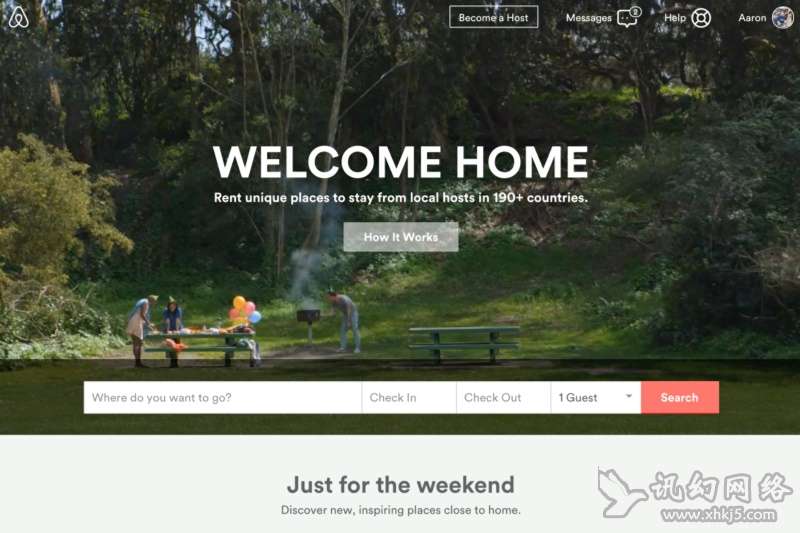 Become a Host
Messages
2
Help
Aaron
WELCOME HOME
Rent unique places to stay from local hosts in 190+ countries.
How It Works
Where do you want to go?
Check In
Check Out
1 Guest
Search
Just for the weekend
Discover new, inspiring places close to home.
讯幻网络
www.xhkj5.com